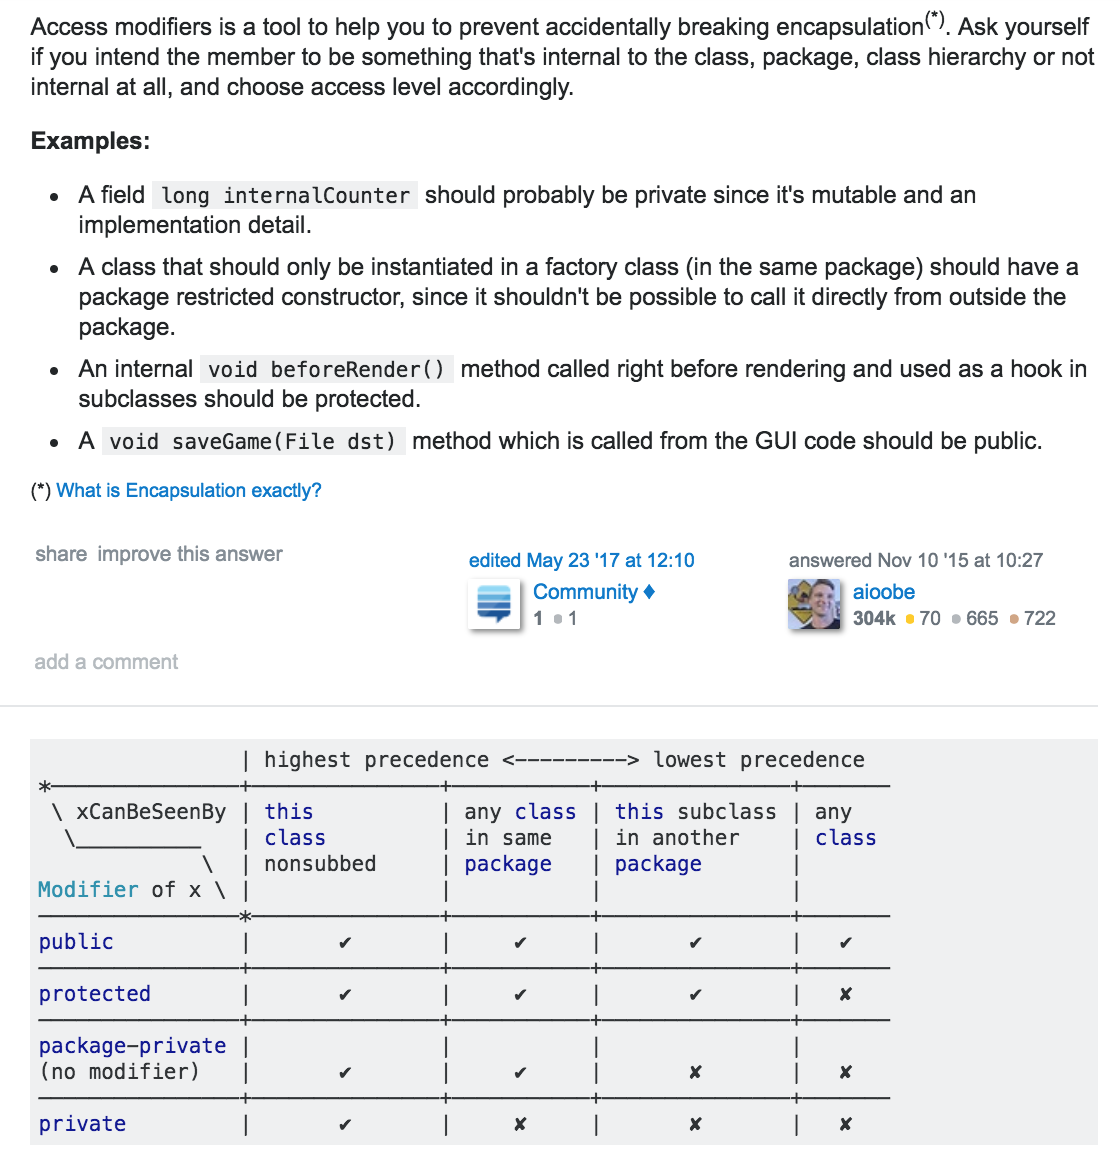 Access modifiers is a tool to help you to prevent accidentally breaking encapsulation(*). Ask yourself
if you intend the member to be something that's internal to the class, package, class hierarchy or not
internal at all, and choose access level accordingly.
Examples:
• A field long internalCounter should probably be private since it's mutable and an
implementation detail.
• A class that should only be instantiated in a factory class (in the same package) should have a
package restricted constructor, since it shouldn't be possible to call it directly from outside the
package.
• An internal void beforeRender() method called right before rendering and used as a hook in
subclasses should be protected.
• A void saveGame(File dst) method which is called from the GUI code should be public.
(*) What is Encapsulation exactly?
share improve this answer
edited May 23 '17 at 12:10
Community ♦
1 ● 1
answered Nov 10 '15 at 10:27
aioobe
304k ● 70 ● 665 ● 722
add a comment
                | highest precedence <---------> lowest precedence
*———————————————+———————————————+———————————+———————————————+———————
 \ xCanBeSeenBy | this          | any class | this subclass | any
  \__________   | class         | in same   | in another    | class
             \  | nonsubbed     | package   | package       |
Modifier of x \ |               |           |               |
————————————————*———————————————+———————————+———————————————+———————
public          |       ✔       |     ✔     |       ✔       |   ✔
————————————————+———————————————+———————————+———————————————+———————
protected       |       ✔       |     ✔     |       ✔       |   ✘
————————————————+———————————————+———————————+———————————————+———————
package-private |               |           |               |
(no modifier)   |       ✔       |     ✔     |       ✘       |   ✘
————————————————+———————————————+———————————+———————————————+———————
private         |       ✔       |     ✘     |       ✘       |   ✘